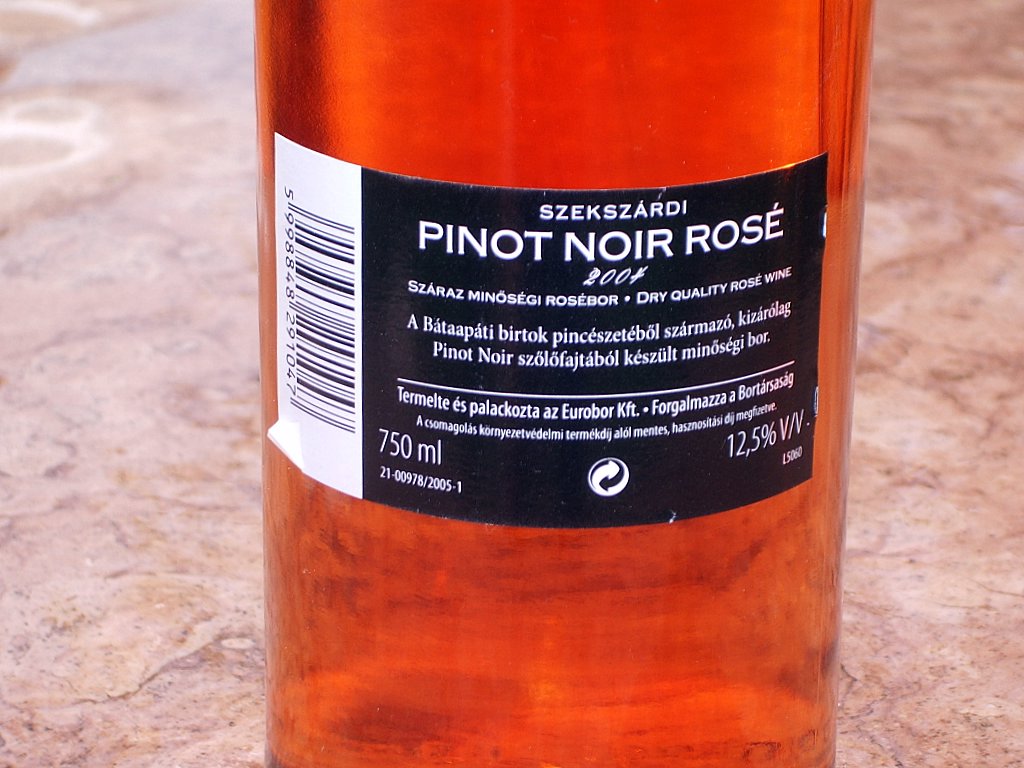 SZEKSZÁRDI
PINOT NOIR ROSÉ
2004
SZÁRAZ MINŐSÉGI ROSÉBOR • DRY QUALITY ROSÉ WINE
A Bátaapáti birtok pincészetéből származó, kizárólag
Pinot Noir szőlőfajtából készült minőségi bor.
Termelte és palackozta az Eurobor Kft. • Forgalmazza a Bortársaság
A csomagolás környezetvédelmi termékdíj alól mentes, hasznosítási díj megfizetve.
750 ml
12,5% V/V
21-00978/2005-1
L5060
5998848291047